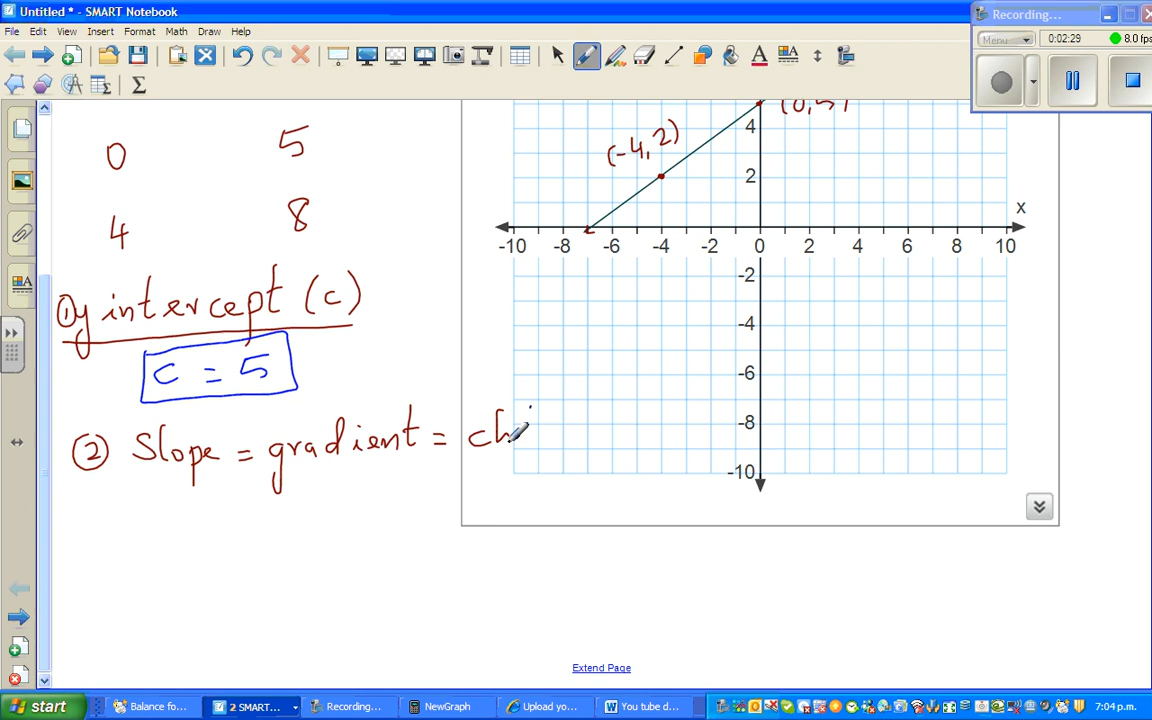 Untitled * - SMART Notebook
Recording...
File Edit View Insert Format Math Draw Help
Menu
0:02:29
8.0 fps
0 5
4 8
(0,5)
(-4,2)
4
2
x
-10 -8 -6 -4 -2 0 2 4 6 8 10
-2
-4
-6
-8
-10
① y intercept (c)
c = 5
② Slope = gradient = ch
Extend Page
start
Balance fo...
2 SMART...
Recording...
NewGraph
Upload yo...
You tube d...
7:04 p.m.